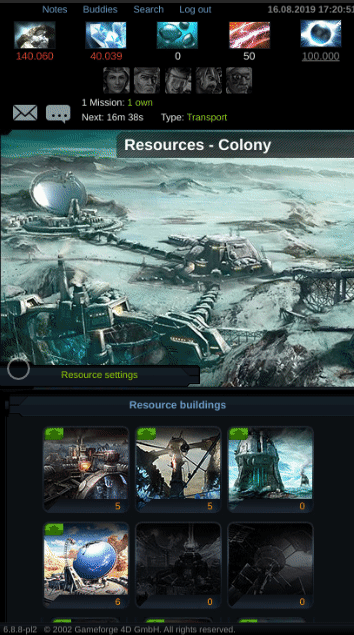 Notes Buddies Search Log out 16.08.2019 17:20:51
140.060 40.039 0 50 100.000
1 Mission: 1 own
Next: 16m 38s Type: Transport
Resources - Colony
Resource settings
Resource buildings
5 5 0
6 0 0
6.8.8-pl2 © 2002 Gameforge 4D GmbH. All rights reserved.